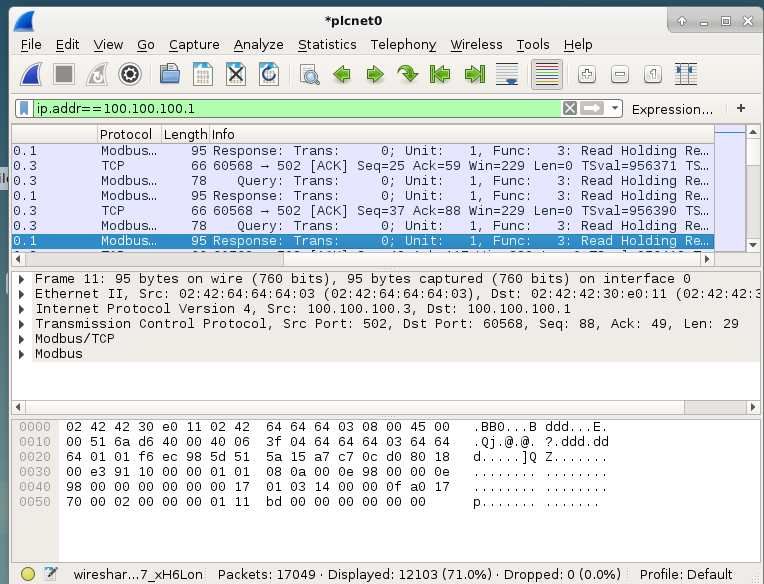 *plcnet0
File Edit View Go Capture Analyze Statistics Telephony Wireless Tools Help
ip.addr==100.100.100.1 Expression… +
Protocol Length Info
0.1 Modbus… 95 Response: Trans: 0; Unit: 1, Func: 3: Read Holding Re…
0.3 TCP 66 60568 → 502 [ACK] Seq=25 Ack=59 Win=229 Len=0 TSval=956371 TS…
0.3 Modbus… 78 Query: Trans: 0; Unit: 1, Func: 3: Read Holding Re…
0.1 Modbus… 95 Response: Trans: 0; Unit: 1, Func: 3: Read Holding Re…
0.3 TCP 66 60568 → 502 [ACK] Seq=37 Ack=88 Win=229 Len=0 TSval=956390 TS…
0.3 Modbus… 78 Query: Trans: 0; Unit: 1, Func: 3: Read Holding Re…
0.1 Modbus… 95 Response: Trans: 0; Unit: 1, Func: 3: Read Holding Re…
Frame 11: 95 bytes on wire (760 bits), 95 bytes captured (760 bits) on interface 0
Ethernet II, Src: 02:42:64:64:64:03 (02:42:64:64:64:03), Dst: 02:42:42:30:e0:11 (02:42:42:3
Internet Protocol Version 4, Src: 100.100.100.3, Dst: 100.100.100.1
Transmission Control Protocol, Src Port: 502, Dst Port: 60568, Seq: 88, Ack: 49, Len: 29
Modbus/TCP
Modbus
0000 02 42 42 30 e0 11 02 42 64 64 64 03 08 00 45 00 .BB0...B ddd...E.
0010 00 51 6a d6 40 00 40 06 3f 04 64 64 64 03 64 64 .Qj.@.@. ?.ddd.dd
0020 64 01 01 f6 ec 98 5d 51 5a 15 a7 c7 0c d0 80 18 d.....]Q Z.......
0030 00 e3 91 10 00 00 01 01 08 0a 00 0e 98 00 00 0e ........ ........
0040 98 00 00 00 00 00 00 17 01 03 14 00 00 0f a0 17 ........ ........
0050 70 00 02 00 00 00 01 11 bd 00 00 00 00 00 00 p....... .......
wireshar…7_xH6Lon Packets: 17049 · Displayed: 12103 (71.0%) · Dropped: 0 (0.0%) Profile: Default